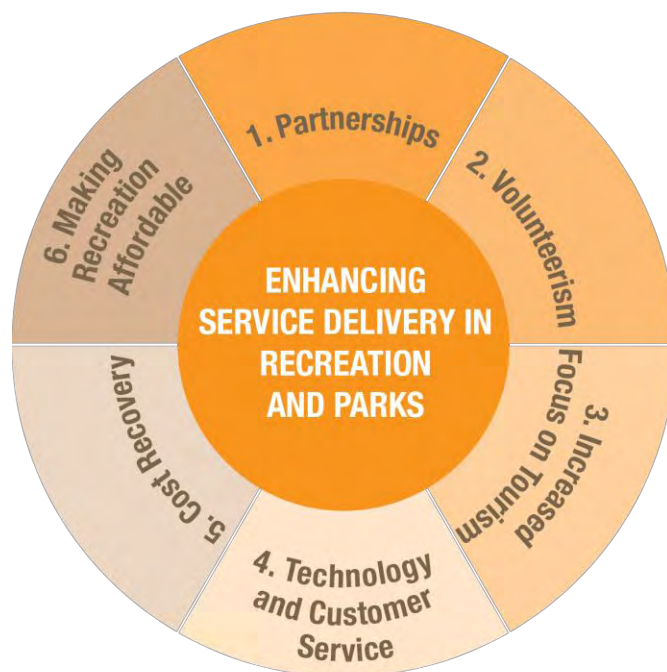 1. Partnerships
2. Volunteerism
3. Increased
Focus on Tourism
4. Technology
and Customer
Service
5. Cost Recovery
6. Making
Recreation
Affordable
ENHANCING
SERVICE DELIVERY IN
RECREATION
AND PARKS